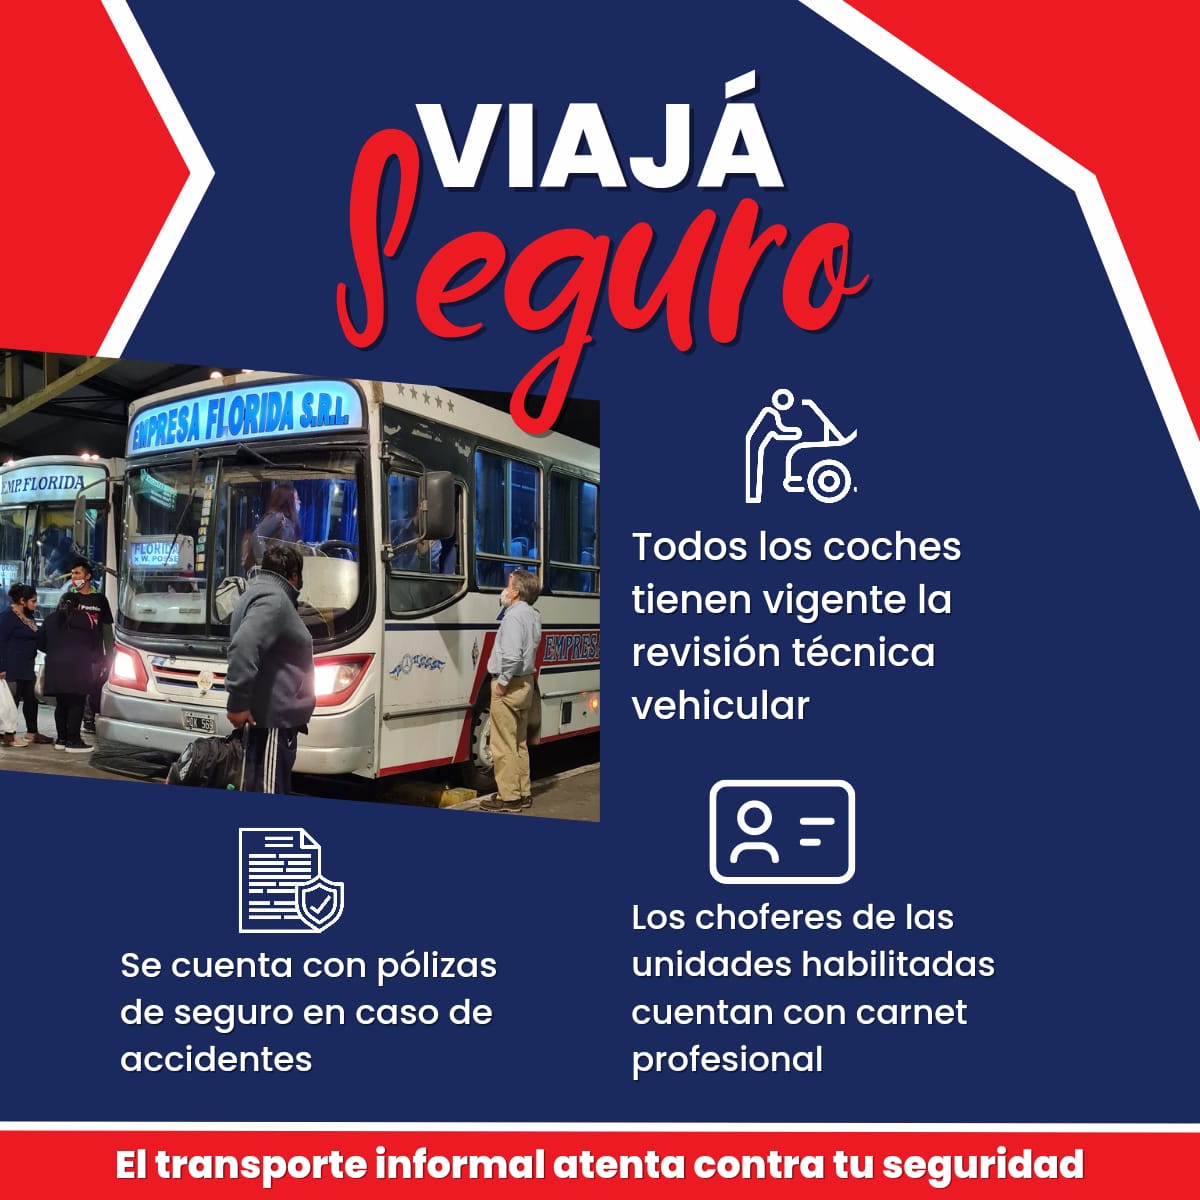 VIAJÁ
Seguro
EMPRESA FLORIDA S.R.L.
EMP. FLORIDA
FLORIDA
x W. POSSE
EMPRESA
Todos los coches
tienen vigente la
revisión técnica
vehicular
Se cuenta con pólizas
de seguro en caso de
accidentes
Los choferes de las
unidades habilitadas
cuentan con carnet
profesional
El transporte informal atenta contra tu seguridad